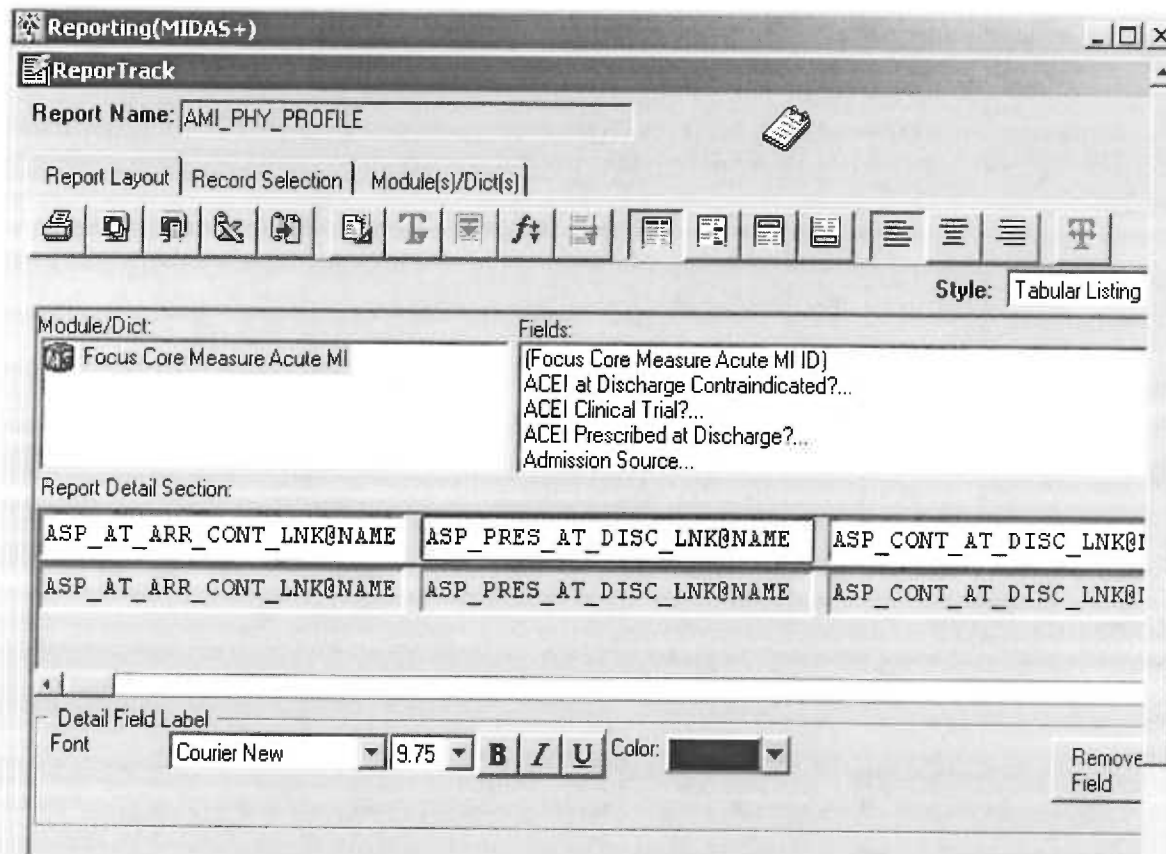 Reporting(MIDAS+)
ReporTrack
Report Name: AMI_PHY_PROFILE
Report Layout Record Selection Module(s)/Dict(s)
Style: Tabular Listing
Module/Dict: Fields:
Focus Core Measure Acute MI (Focus Core Measure Acute MI ID)
ACEI at Discharge Contraindicated?...
ACEI Clinical Trial?...
ACEI Prescribed at Discharge?...
Admission Source...
Report Detail Section:
ASP_AT_ARR_CONT_LNK@NAME ASP_PRES_AT_DISC_LNK@NAME ASP_CONT_AT_DISC_LNK@
ASP_AT_ARR_CONT_LNK@NAME ASP_PRES_AT_DISC_LNK@NAME ASP_CONT_AT_DISC_LNK@
Detail Field Label
Font Courier New 9.75 B I U Color: Remove
Field